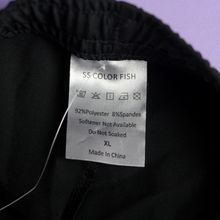 SS COLOR FISH
92%Polyester 8%Spandex
Softener Not Available
Do Not Soaked
XL
Made In China